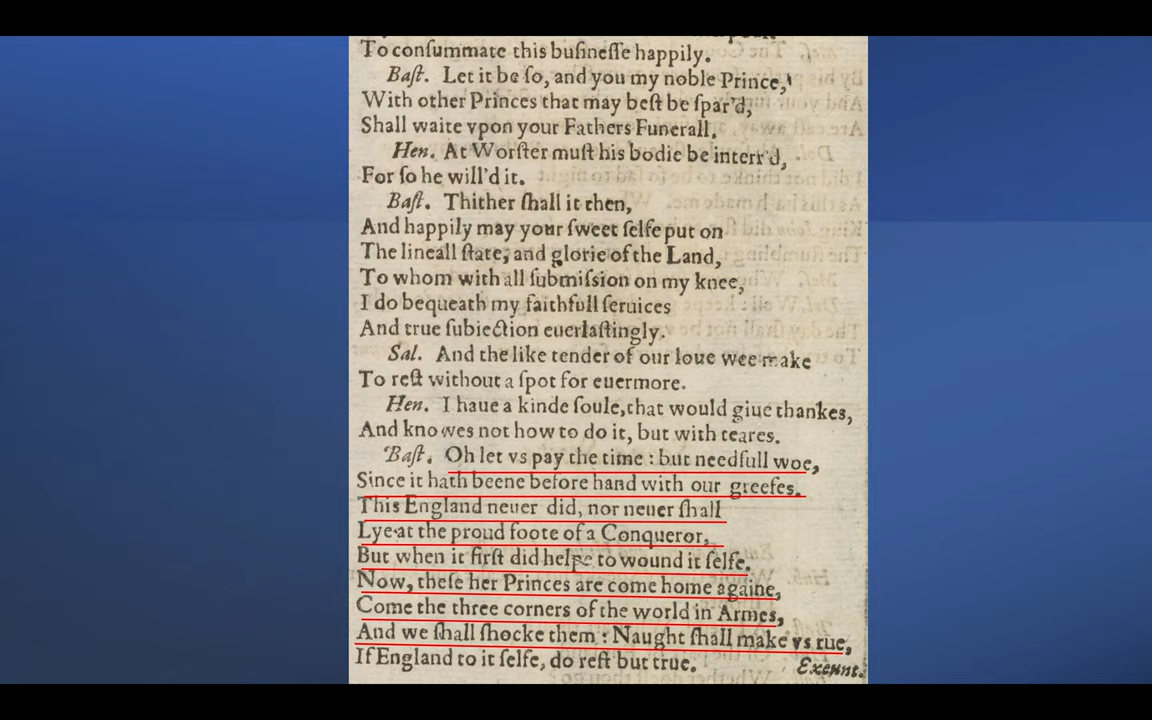 To conſummate this buſineſſe happily.
Baſt. Let it be ſo, and you my noble Prince,
With other Princes that may beſt be ſpar'd,
Shall waite vpon your Fathers Funerall.
Hen. At Worſter muſt his bodie be interr'd,
For ſo he will'd it.
Baſt. Thither ſhall it then,
And happily may your ſweet ſelfe put on
The lineall ſtate, and glorie of the Land,
To whom with all ſubmiſsion on my knee,
I do bequeath my faithfull ſeruices
And true ſubiection euerlaſtingly.
Sal. And the like tender of our loue wee make
To reſt without a ſpot for euermore.
Hen. I haue a kinde ſoule, that would giue thankes,
And knowes not how to do it, but with teares.
Baſt. Oh let vs pay the time: but needfull woe,
Since it hath beene before hand with our greefes.
This England neuer did, nor neuer ſhall
Lye at the proud foote of a Conqueror,
But when it firſt did helpe to wound it ſelfe.
Now, theſe her Princes are come home againe,
Come the three corners of the world in Armes,
And we ſhall ſhocke them: Naught ſhall make vs rue,
If England to it ſelfe, do reſt but true. Exeunt.